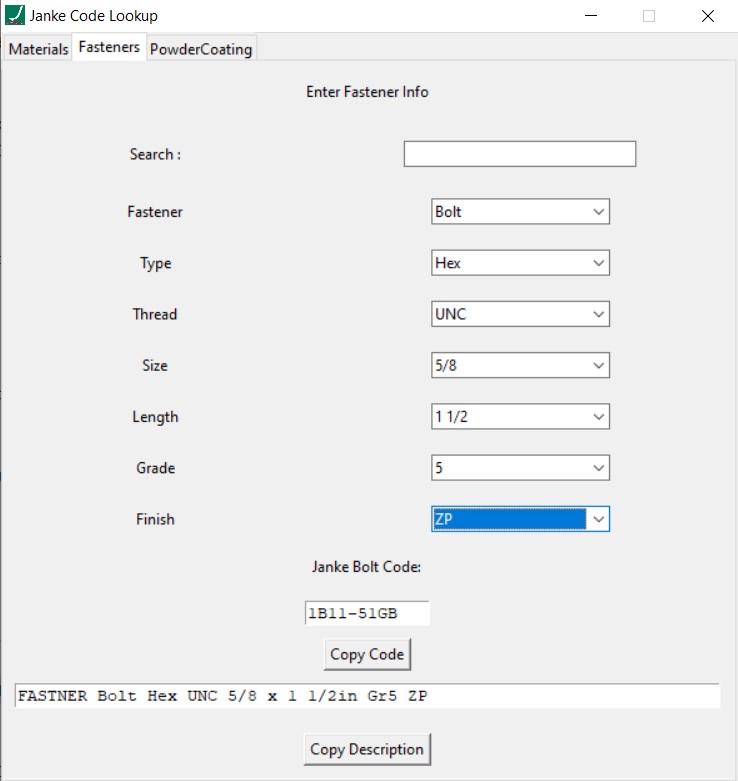 Janke Code Lookup
Materials Fasteners PowderCoating
Enter Fastener Info
Search :
Fastener Bolt
Type Hex
Thread UNC
Size 5/8
Length 1 1/2
Grade 5
Finish ZP
Janke Bolt Code:
1B11-51GB
Copy Code
FASTNER Bolt Hex UNC 5/8 x 1 1/2in Gr5 ZP
Copy Description